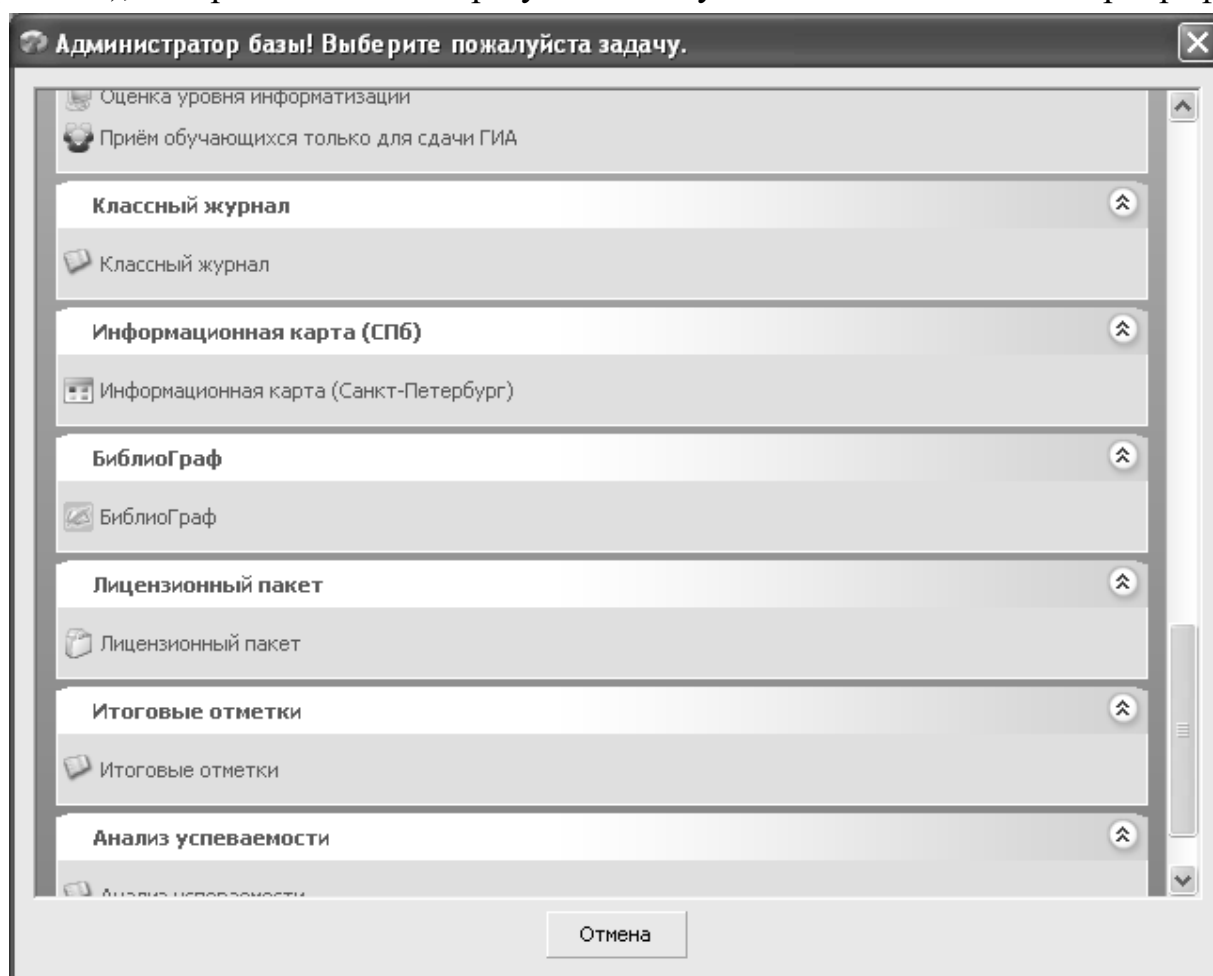 Администратор базы! Выберите пожалуйста задачу.
Оценка уровня информатизации
Приём обучающихся только для сдачи ГИА
Классный журнал
Классный журнал
Информационная карта (СПб)
Информационная карта (Санкт-Петербург)
БиблиоГраф
БиблиоГраф
Лицензионный пакет
Лицензионный пакет
Итоговые отметки
Итоговые отметки
Анализ успеваемости
Анализ успеваемости
Отмена